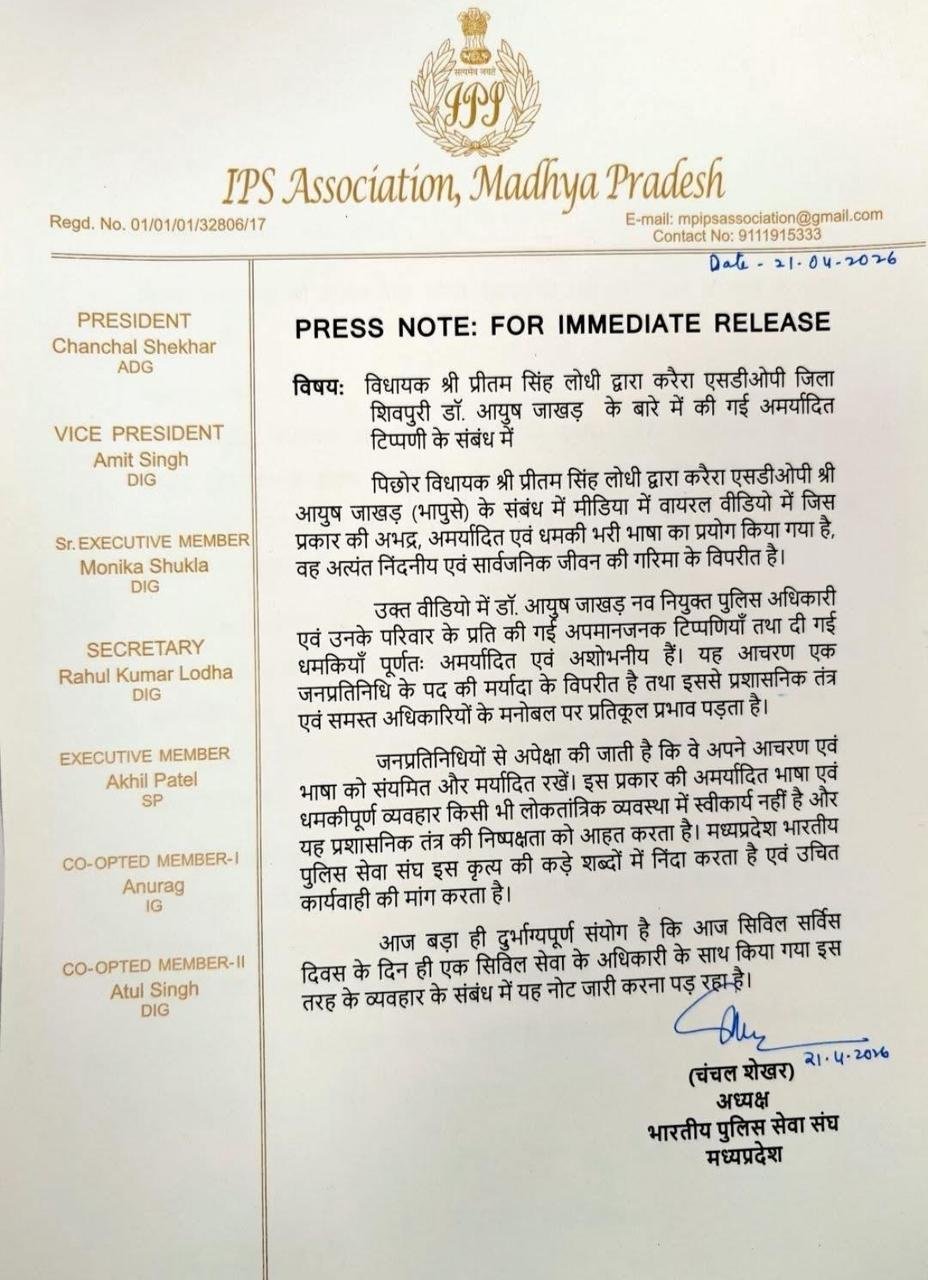 सत्यमेव जयते
IPS
IPS Association, Madhya Pradesh
Regd. No. 01/01/01/32806/17
E-mail: mpipsassociation@gmail.com
Contact No: 9111915333
Date - 21-04-2026
PRESIDENT
Chanchal Shekhar
ADG
VICE PRESIDENT
Amit Singh
DIG
Sr. EXECUTIVE MEMBER
Monika Shukla
DIG
SECRETARY
Rahul Kumar Lodha
DIG
EXECUTIVE MEMBER
Akhil Patel
SP
CO-OPTED MEMBER-I
Anurag
IG
CO-OPTED MEMBER-II
Atul Singh
DIG
PRESS NOTE: FOR IMMEDIATE RELEASE
विषय: विधायक श्री प्रीतम सिंह लोधी द्वारा करैरा एसडीओपी जिला
शिवपुरी डॉ. आयुष जाखड़ के बारे में की गई अमर्यादित
टिप्पणी के संबंध में
पिछोर विधायक श्री प्रीतम सिंह लोधी द्वारा करैरा एसडीओपी श्री
आयुष जाखड़ (भापुसे) के संबंध में मीडिया में वायरल वीडियो में जिस
प्रकार की अभद्र, अमर्यादित एवं धमकी भरी भाषा का प्रयोग किया गया है,
वह अत्यंत निंदनीय एवं सार्वजनिक जीवन की गरिमा के विपरीत है।
उक्त वीडियो में डॉ. आयुष जाखड़ नव नियुक्त पुलिस अधिकारी
एवं उनके परिवार के प्रति की गई अपमानजनक टिप्पणियाँ तथा दी गई
धमकियाँ पूर्णतः अमर्यादित एवं अशोभनीय हैं। यह आचरण एक
जनप्रतिनिधि के पद की मर्यादा के विपरीत है तथा इससे प्रशासनिक तंत्र
एवं समस्त अधिकारियों के मनोबल पर प्रतिकूल प्रभाव पड़ता है।
जनप्रतिनिधियों से अपेक्षा की जाती है कि वे अपने आचरण एवं
भाषा को संयमित और मर्यादित रखें। इस प्रकार की अमर्यादित भाषा एवं
धमकीपूर्ण व्यवहार किसी भी लोकतांत्रिक व्यवस्था में स्वीकार्य नहीं है और
यह प्रशासनिक तंत्र की निष्पक्षता को आहत करता है। मध्यप्रदेश भारतीय
पुलिस सेवा संघ इस कृत्य की कड़े शब्दों में निंदा करता है एवं उचित
कार्यवाही की मांग करता है।
आज बड़ा ही दुर्भाग्यपूर्ण संयोग है कि आज सिविल सर्विस
दिवस के दिन ही एक सिविल सेवा के अधिकारी के साथ किया गया इस
तरह के व्यवहार के संबंध में यह नोट जारी करना पड़ रहा है।
21-4-2026
(चंचल शेखर)
अध्यक्ष
भारतीय पुलिस सेवा संघ
मध्यप्रदेश